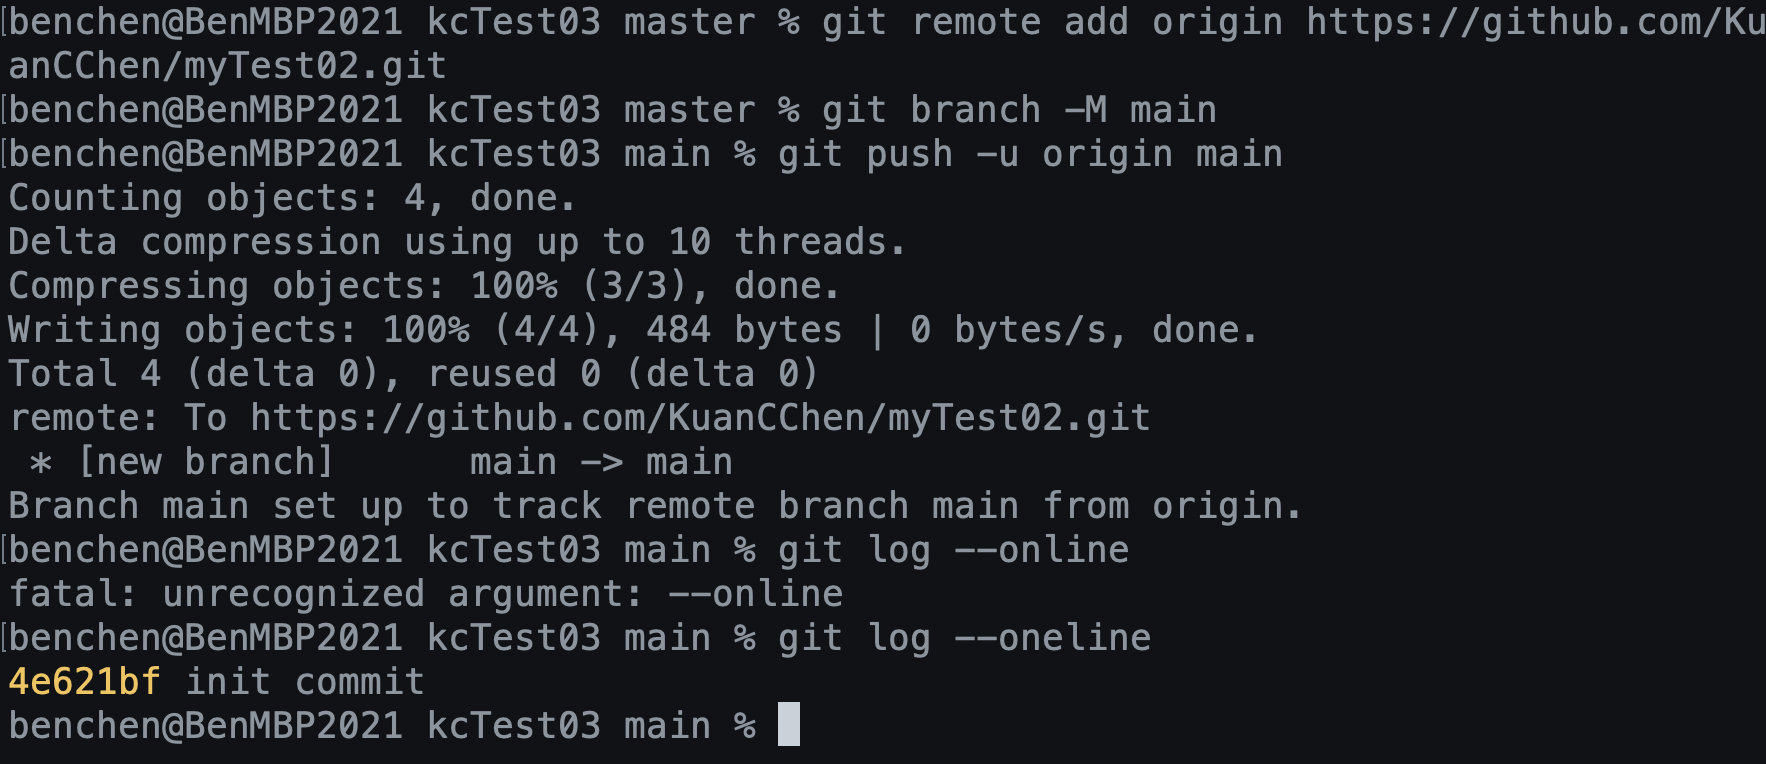 [benchen@BenMBP2021 kcTest03 master % git remote add origin https://github.com/Ku
anCChen/myTest02.git
[benchen@BenMBP2021 kcTest03 master % git branch -M main
[benchen@BenMBP2021 kcTest03 main % git push -u origin main
Counting objects: 4, done.
Delta compression using up to 10 threads.
Compressing objects: 100% (3/3), done.
Writing objects: 100% (4/4), 484 bytes | 0 bytes/s, done.
Total 4 (delta 0), reused 0 (delta 0)
remote: To https://github.com/KuanCChen/myTest02.git
 * [new branch]      main -> main
Branch main set up to track remote branch main from origin.
[benchen@BenMBP2021 kcTest03 main % git log --online
fatal: unrecognized argument: --online
[benchen@BenMBP2021 kcTest03 main % git log --oneline
4e621bf init commit
benchen@BenMBP2021 kcTest03 main %